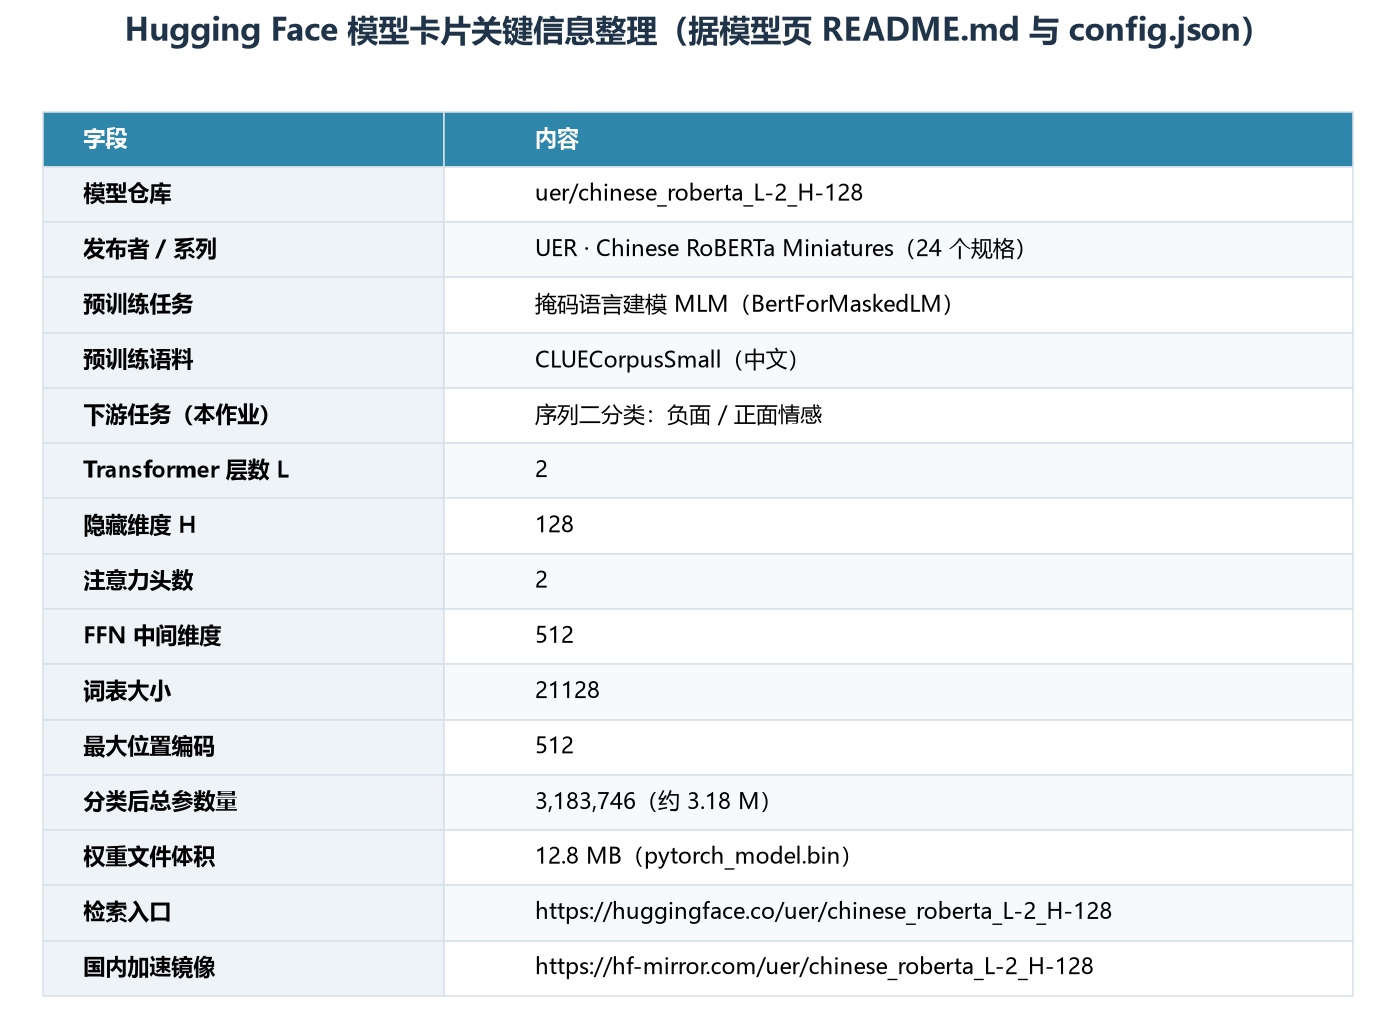 Hugging Face 模型卡片关键信息整理（据模型页 README.md 与 config.json）
字段 内容
模型仓库 uer/chinese_roberta_L-2_H-128
发布者 / 系列 UER · Chinese RoBERTa Miniatures（24 个规格）
预训练任务 掩码语言建模 MLM（BertForMaskedLM）
预训练语料 CLUECorpusSmall（中文）
下游任务（本作业） 序列二分类：负面 / 正面情感
Transformer 层数 L 2
隐藏维度 H 128
注意力头数 2
FFN 中间维度 512
词表大小 21128
最大位置编码 512
分类后总参数量 3,183,746（约 3.18 M）
权重文件体积 12.8 MB（pytorch_model.bin）
检索入口 https://huggingface.co/uer/chinese_roberta_L-2_H-128
国内加速镜像 https://hf-mirror.com/uer/chinese_roberta_L-2_H-128